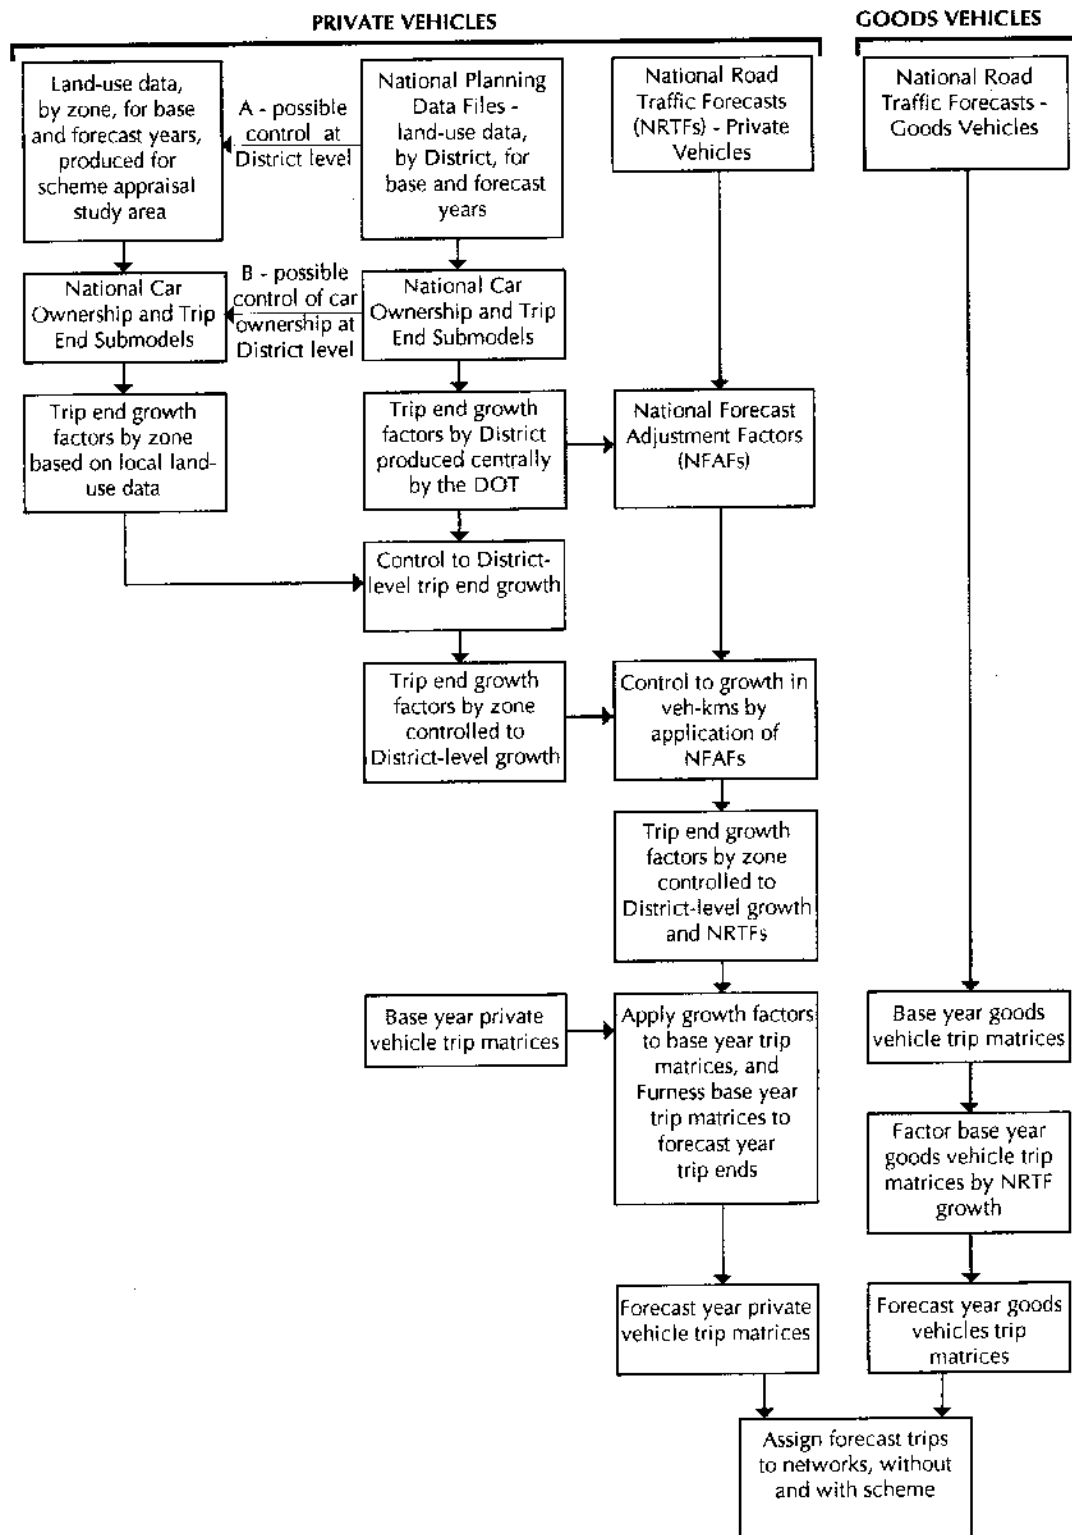 PRIVATE VEHICLES
GOODS VEHICLES
Land-use data,
by zone, for base
and forecast years,
produced for
scheme appraisal
study area
A - possible
control at
District level
National Planning
Data Files -
land-use data,
by District, for
base and forecast
years
National Road
Traffic Forecasts
(NRTFs) - Private
Vehicles
National Road
Traffic Forecasts -
Goods Vehicles
National Car
Ownership and Trip
End Submodels
B - possible
control of car
ownership at
District level
National Car
Ownership and Trip
End Submodels
Trip end growth
factors by zone
based on local land-
use data
Trip end growth
factors by District
produced centrally
by the DOT
National Forecast
Adjustment Factors
(NFAFs)
Control to District-
level trip end growth
Trip end growth
factors by zone
controlled to
District-level growth
Control to growth in
veh-kms by
application of
NFAFs
Trip end growth
factors by zone
controlled to
District-level growth
and NRTFs
Base year private
vehicle trip matrices
Apply growth factors
to base year trip
matrices, and
Furness base year
trip matrices to
forecast year
trip ends
Base year goods
vehicle trip matrices
Factor base year
goods vehicle trip
matrices by NRTF
growth
Forecast year private
vehicle trip matrices
Forecast year goods
vehicles trip
matrices
Assign forecast trips
to networks, without
and with scheme